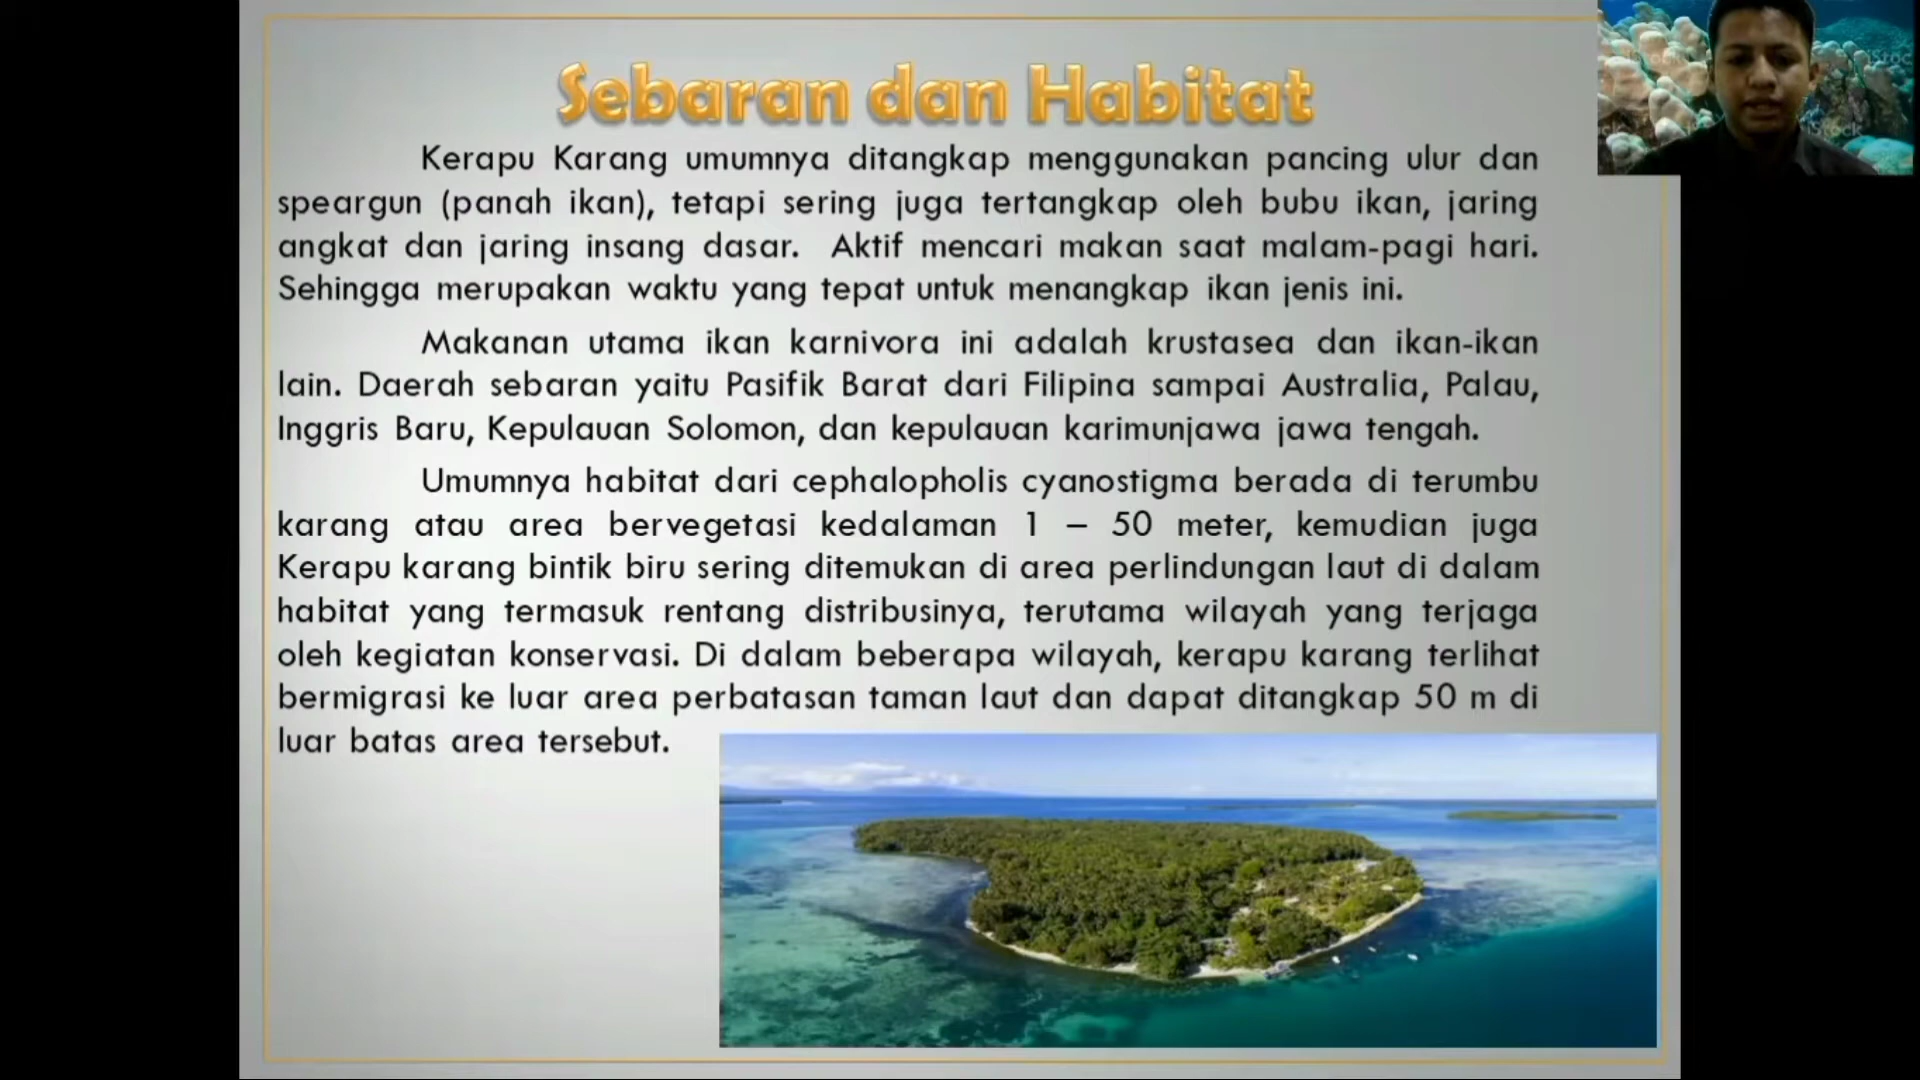 Sebaran dan Habitat
Kerapu Karang umumnya ditangkap menggunakan pancing ulur dan
speargun (panah ikan), tetapi sering juga tertangkap oleh bubu ikan, jaring
angkat dan jaring insang dasar. Aktif mencari makan saat malam-pagi hari.
Sehingga merupakan waktu yang tepat untuk menangkap ikan jenis ini.
Makanan utama ikan karnivora ini adalah krustasea dan ikan-ikan
lain. Daerah sebaran yaitu Pasifik Barat dari Filipina sampai Australia, Palau,
Inggris Baru, Kepulauan Solomon, dan kepulauan karimunjawa jawa tengah.
Umumnya habitat dari cephalopholis cyanostigma berada di terumbu
karang atau area bervegetasi kedalaman 1 – 50 meter, kemudian juga
Kerapu karang bintik biru sering ditemukan di area perlindungan laut di dalam
habitat yang termasuk rentang distribusinya, terutama wilayah yang terjaga
oleh kegiatan konservasi. Di dalam beberapa wilayah, kerapu karang terlihat
bermigrasi ke luar area perbatasan taman laut dan dapat ditangkap 50 m di
luar batas area tersebut.
iStock